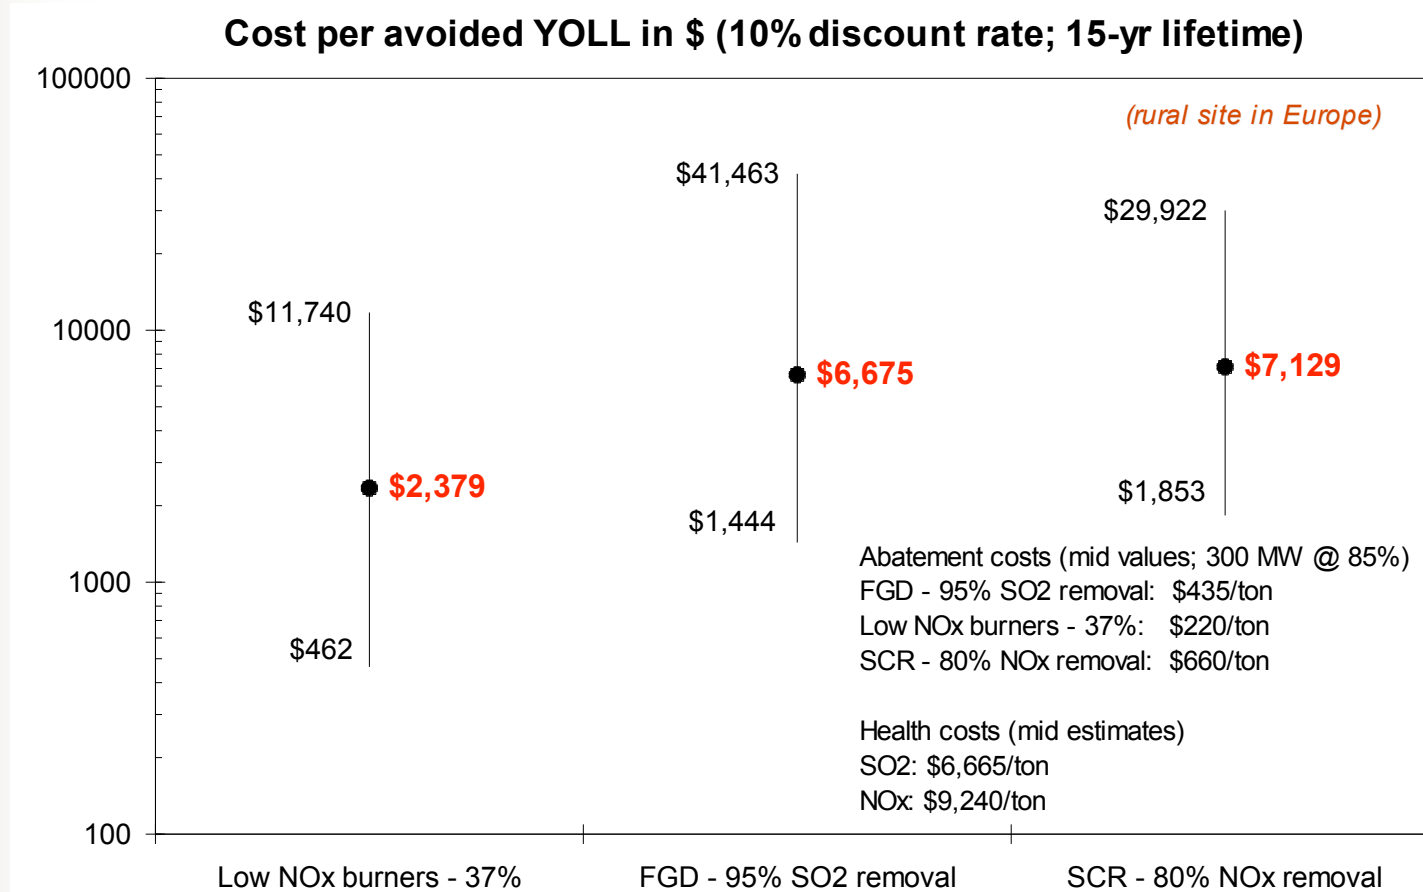 Cost per avoided YOLL in $ (10% discount rate; 15-yr lifetime)
100000
(rural site in Europe)
$41,463
$29,922
$11,740
10000
$7,129
$6,675
$2,379
$1,853
$1,444
Abatement costs (mid values; 300 MW @ 85%)
1000
FGD - 95% SO2 removal: $435/ton
Low NOx burners - 37%: $220/ton
$462
SCR - 80% NOx removal: $660/ton
Health costs (mid estimates)
SO2: $6,665/ton
NOx: $9,240/ton
100
Low NOx burners - 37%
FGD - 95% SO2 removal
SCR - 80% NOx removal